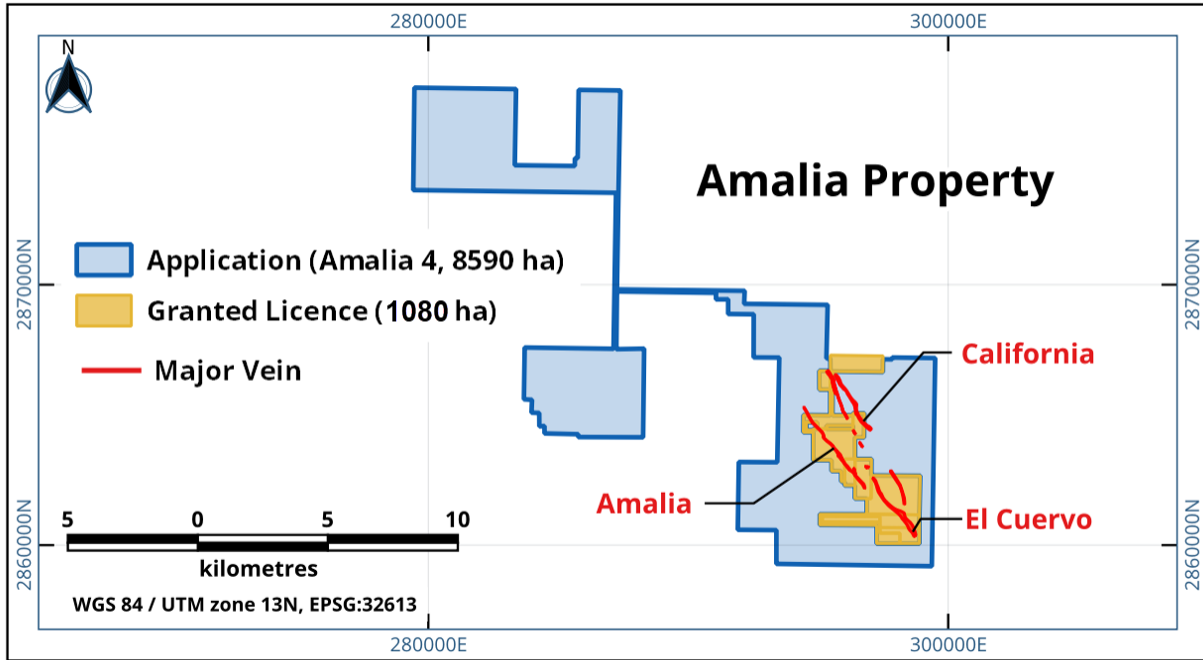 280000E
300000E
N
Amalia Property
2870000N
2870000N
Application (Amalia 4, 8590 ha)
Granted Licence (1080 ha)
Major Vein
California
Amalia
El Cuervo
5 0 5 10
kilometres
2860000N
2860000N
WGS 84 / UTM zone 13N, EPSG:32613
280000E
300000E